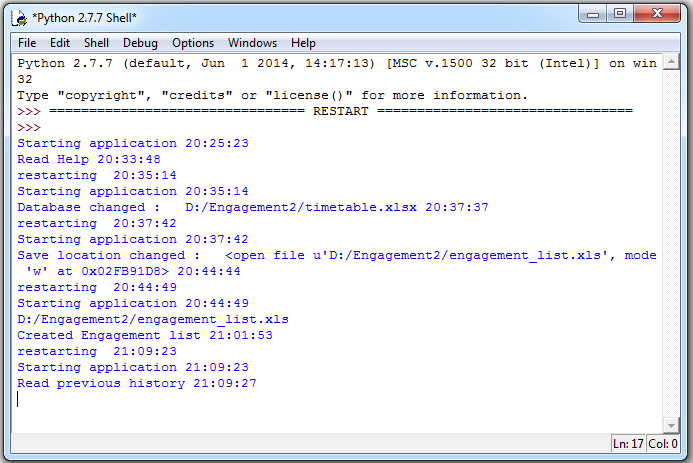 *Python 2.7.7 Shell*
File Edit Shell Debug Options Windows Help
Python 2.7.7 (default, Jun  1 2014, 14:17:13) [MSC v.1500 32 bit (Intel)] on win
32
Type "copyright", "credits" or "license()" for more information.
>>> ================================ RESTART ================================
>>>
Starting application 20:25:23
Read Help 20:33:48
restarting  20:35:14
Starting application 20:35:14
Database changed :   D:/Engagement2/timetable.xlsx 20:37:37
restarting  20:37:42
Starting application 20:37:42
Save location changed :   <open file u'D:/Engagement2/engagement_list.xls', mode
 'w' at 0x02FB91D8> 20:44:44
restarting  20:44:49
Starting application 20:44:49
D:/Engagement2/engagement_list.xls
Created Engagement list 21:01:53
restarting  21:09:23
Starting application 21:09:23
Read previous history 21:09:27
Ln: 17 Col: 0